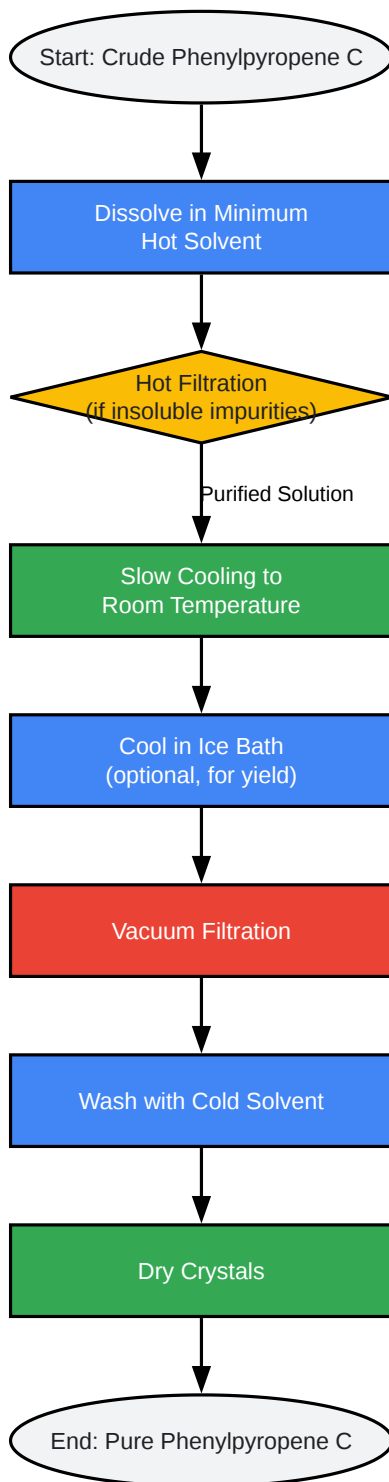 Start: Crude Phenylpyropene C
Dissolve in Minimum
Hot Solvent
Hot Filtration
(if insoluble impurities)
Purified Solution
Slow Cooling to
Room Temperature
Cool in Ice Bath
(optional, for yield)
Vacuum Filtration
Wash with Cold Solvent
Dry Crystals
End: Pure Phenylpyropene C